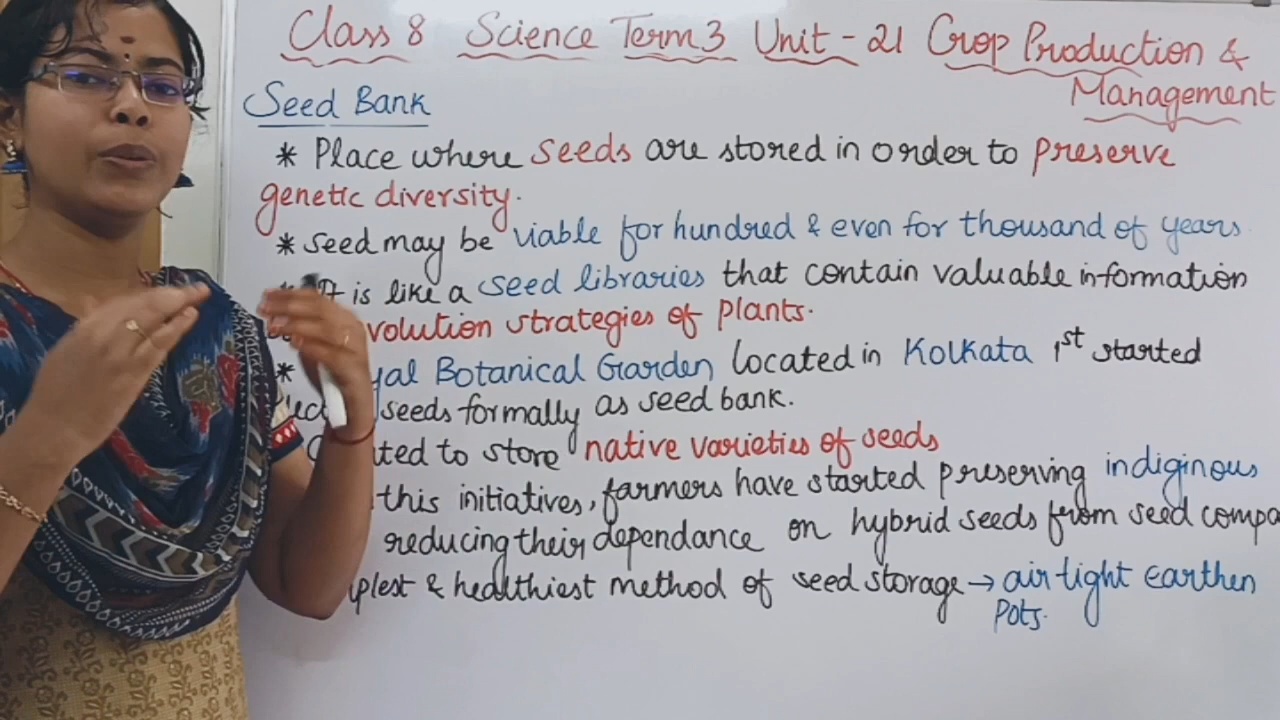 Class 8 Science Term 3 Unit - 21 Crop Production &
Management
Seed Bank
* Place where seeds are stored in order to preserve
genetic diversity.
* Seed may be viable for hundred & even for thousand of years
is like a seed libraries that contain valuable information
volution strategies of plants.
* yal Botanical Garden located in Kolkata 1st started
seeds formally as seed bank.
ted to store native varieties of seeds
this initiatives, farmers have started preserving indiginous
reducing their dependance on hybrid seeds from seed compa
plest & healthiest method of seed storage → air tight earthen
pots.